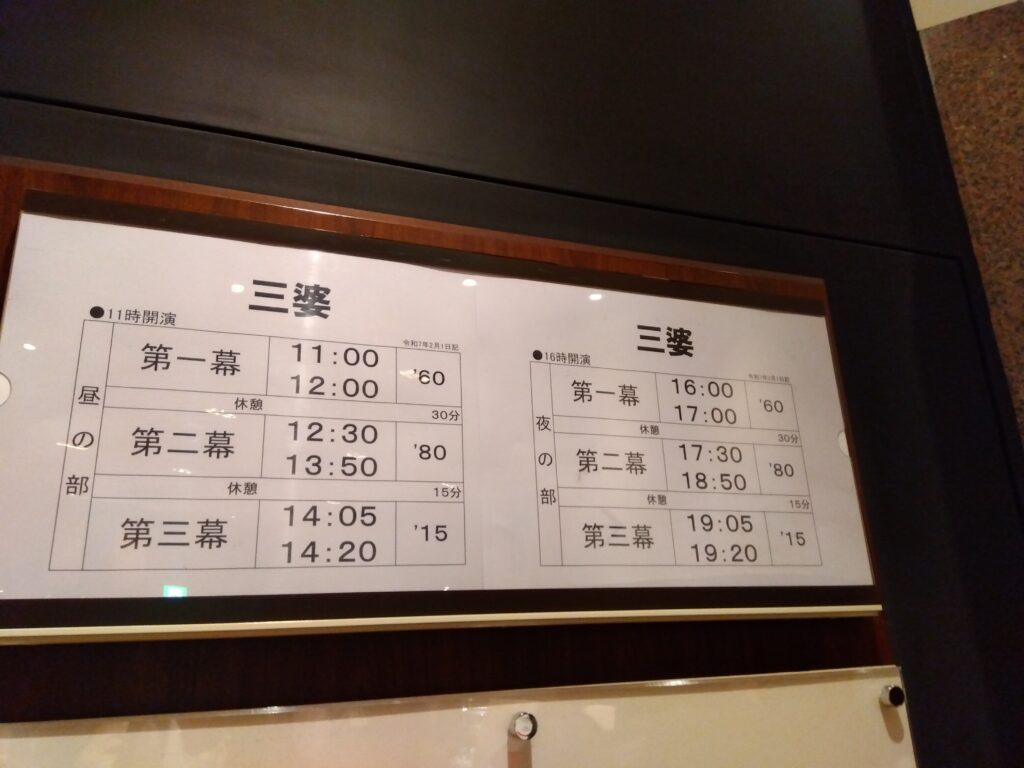 三婆
●11時開演
令和7年2月1日記
昼の部
第一幕 11:00 12:00 '60
休憩 30分
第二幕 12:30 13:50 '80
休憩 15分
第三幕 14:05 14:20 '15
三婆
●16時開演
令和7年2月1日記
夜の部
第一幕 16:00 17:00 '60
休憩 30分
第二幕 17:30 18:50 '80
休憩 15分
第三幕 19:05 19:20 '15